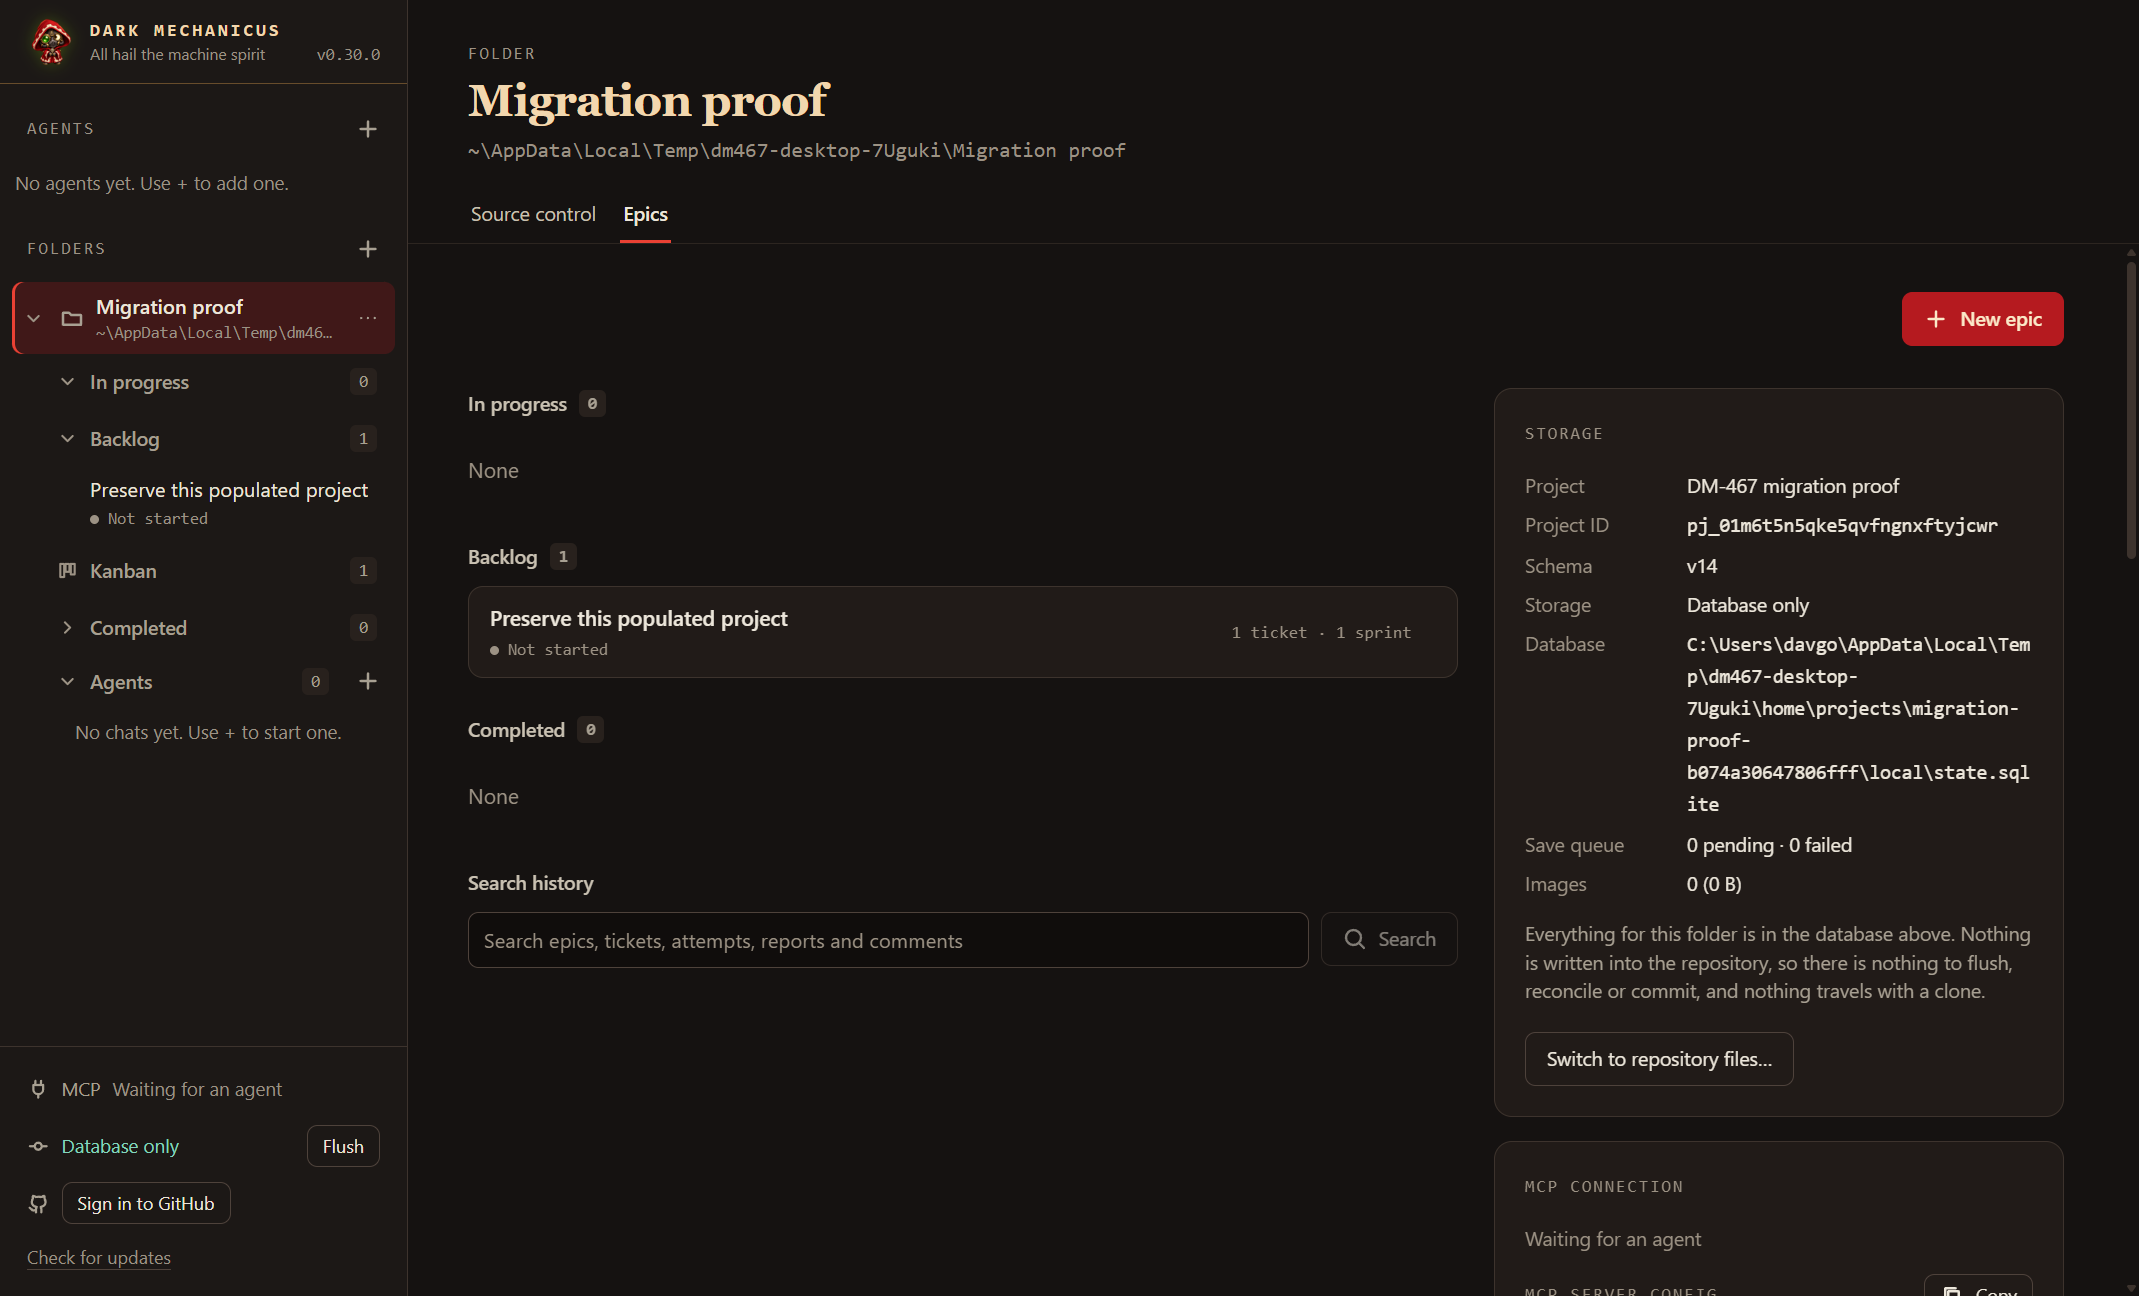 DARK MECHANICUS
All hail the machine spirit v0.30.0
AGENTS
No agents yet. Use + to add one.
FOLDERS
Migration proof
~\AppData\Local\Temp\dm46…
In progress 0
Backlog 1
Preserve this populated project
Not started
Kanban 1
Completed 0
Agents 0
No chats yet. Use + to start one.
MCP Waiting for an agent
Database only Flush
Sign in to GitHub
Check for updates
FOLDER
Migration proof
~\AppData\Local\Temp\dm467-desktop-7Uguki\Migration proof
Source control Epics
New epic
In progress 0
None
Backlog 1
Preserve this populated project
Not started
1 ticket · 1 sprint
Completed 0
None
Search history
Search epics, tickets, attempts, reports and comments
Search
STORAGE
Project DM-467 migration proof
Project ID pj_01m6t5n5qke5qvfngnxftyjcwr
Schema v14
Storage Database only
Database C:\Users\davgo\AppData\Local\Tem
p\dm467-desktop-
7Uguki\home\projects\migration-
proof-
b074a30647806fff\local\state.sql
ite
Save queue 0 pending · 0 failed
Images 0 (0 B)
Everything for this folder is in the database above. Nothing
is written into the repository, so there is nothing to flush,
reconcile or commit, and nothing travels with a clone.
Switch to repository files…
MCP CONNECTION
Waiting for an agent
MCP SERVER CONFIG Copy